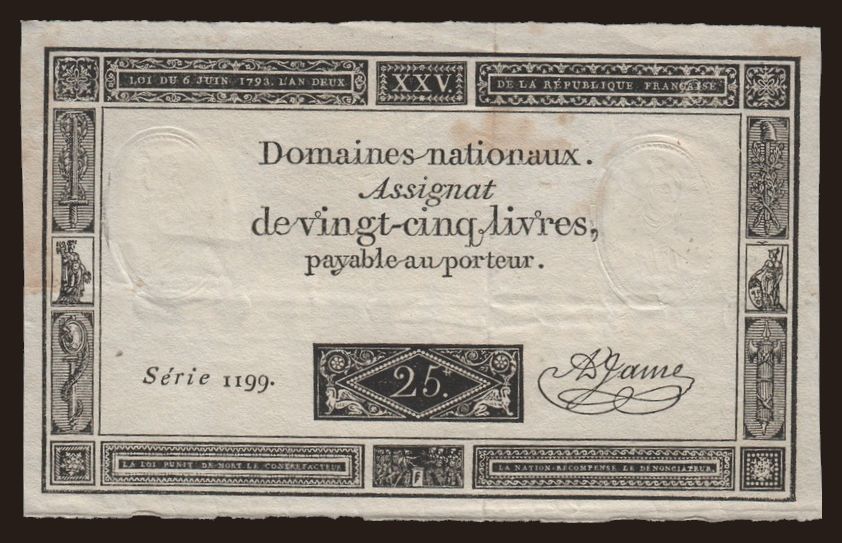 LOI DU 6 JUIN 1793. L'AN DEUX
XXV.
DE LA RÉPUBLIQUE FRANÇAISE
Domaines nationaux.
Assignat
de vingt-cinq livres,
payable au porteur.
Série 1199.
25.
A Jame
LA LOI PUNIT DE MORT LE CONTREFACTEUR
LA NATION RÉCOMPENSE LE DÉNONCIATEUR.